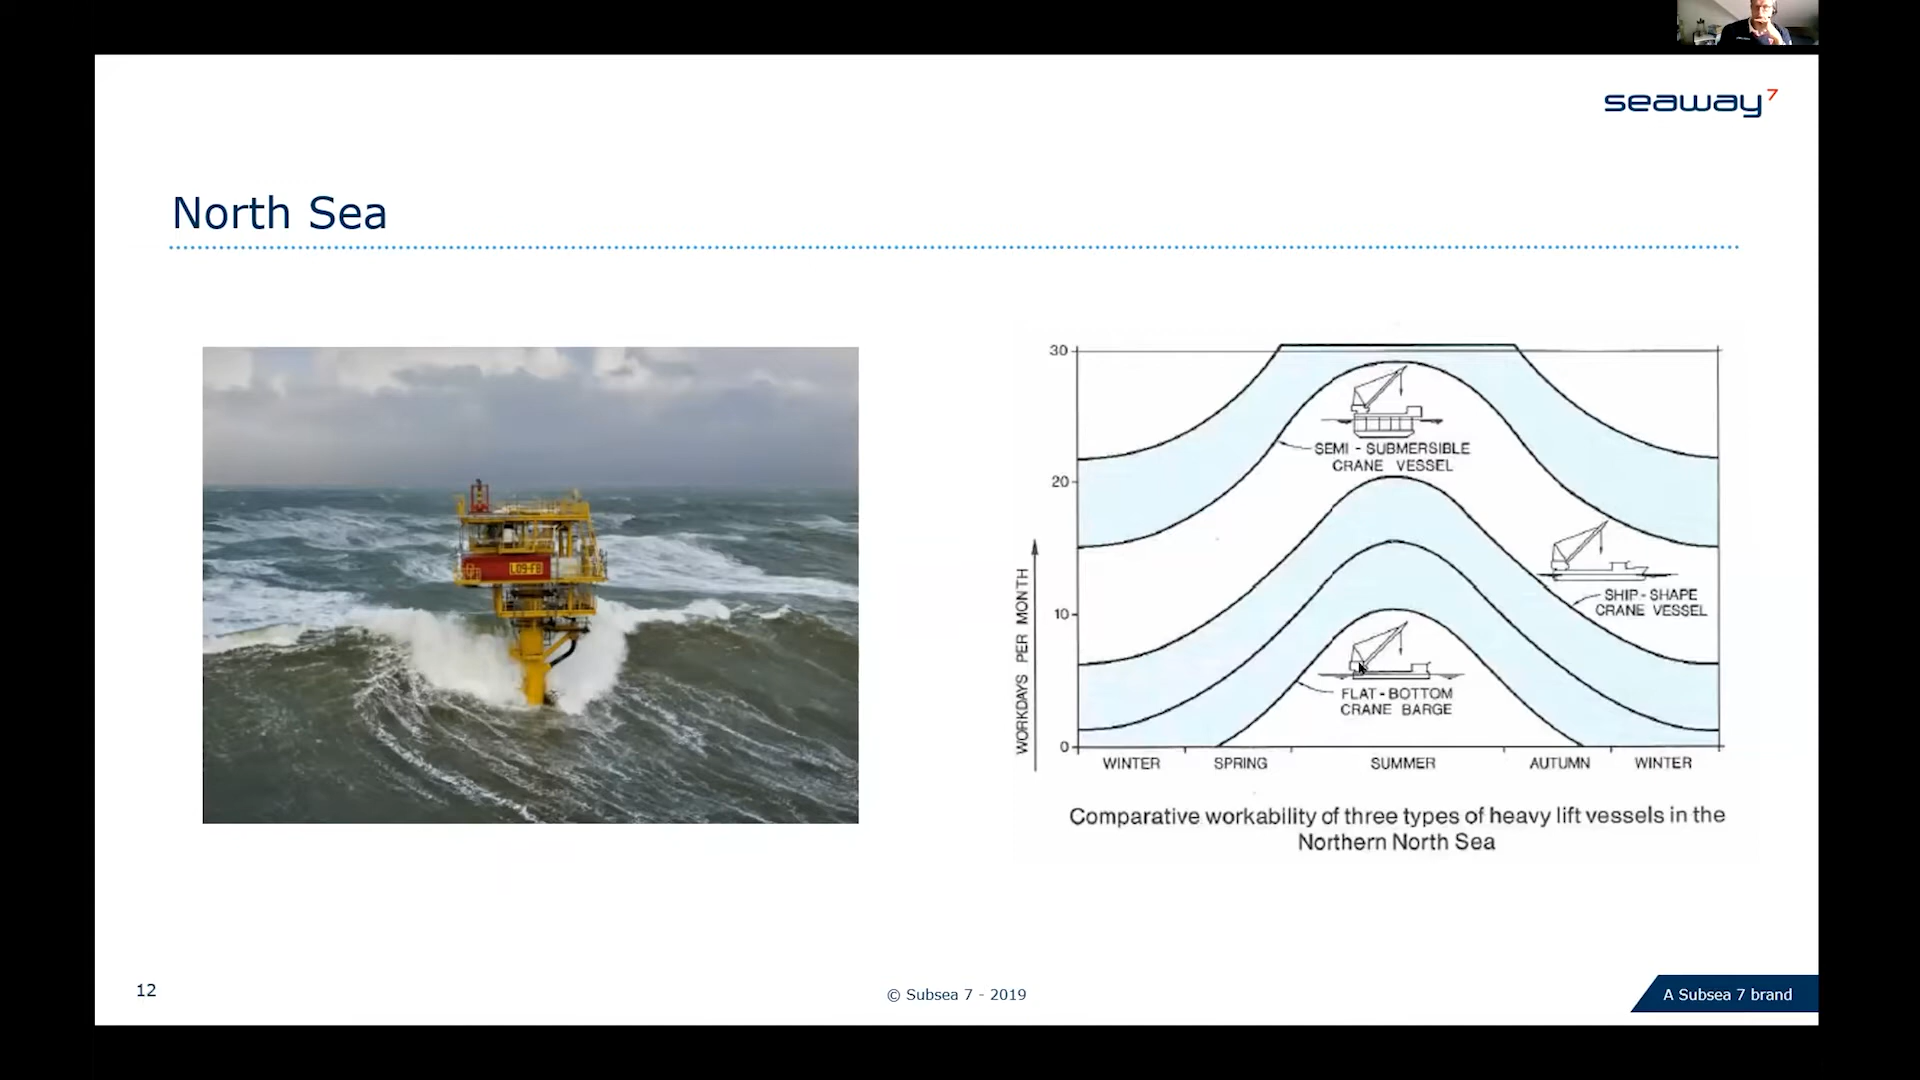 seaway7
North Sea
L09-FB
30
20
10
0
WORKDAYS PER MONTH
SEMI - SUBMERSIBLE
CRANE VESSEL
SHIP - SHAPE
CRANE VESSEL
FLAT - BOTTOM
CRANE BARGE
WINTER SPRING SUMMER AUTUMN WINTER
Comparative workability of three types of heavy lift vessels in the
Northern North Sea
12
© Subsea 7 - 2019
A Subsea 7 brand